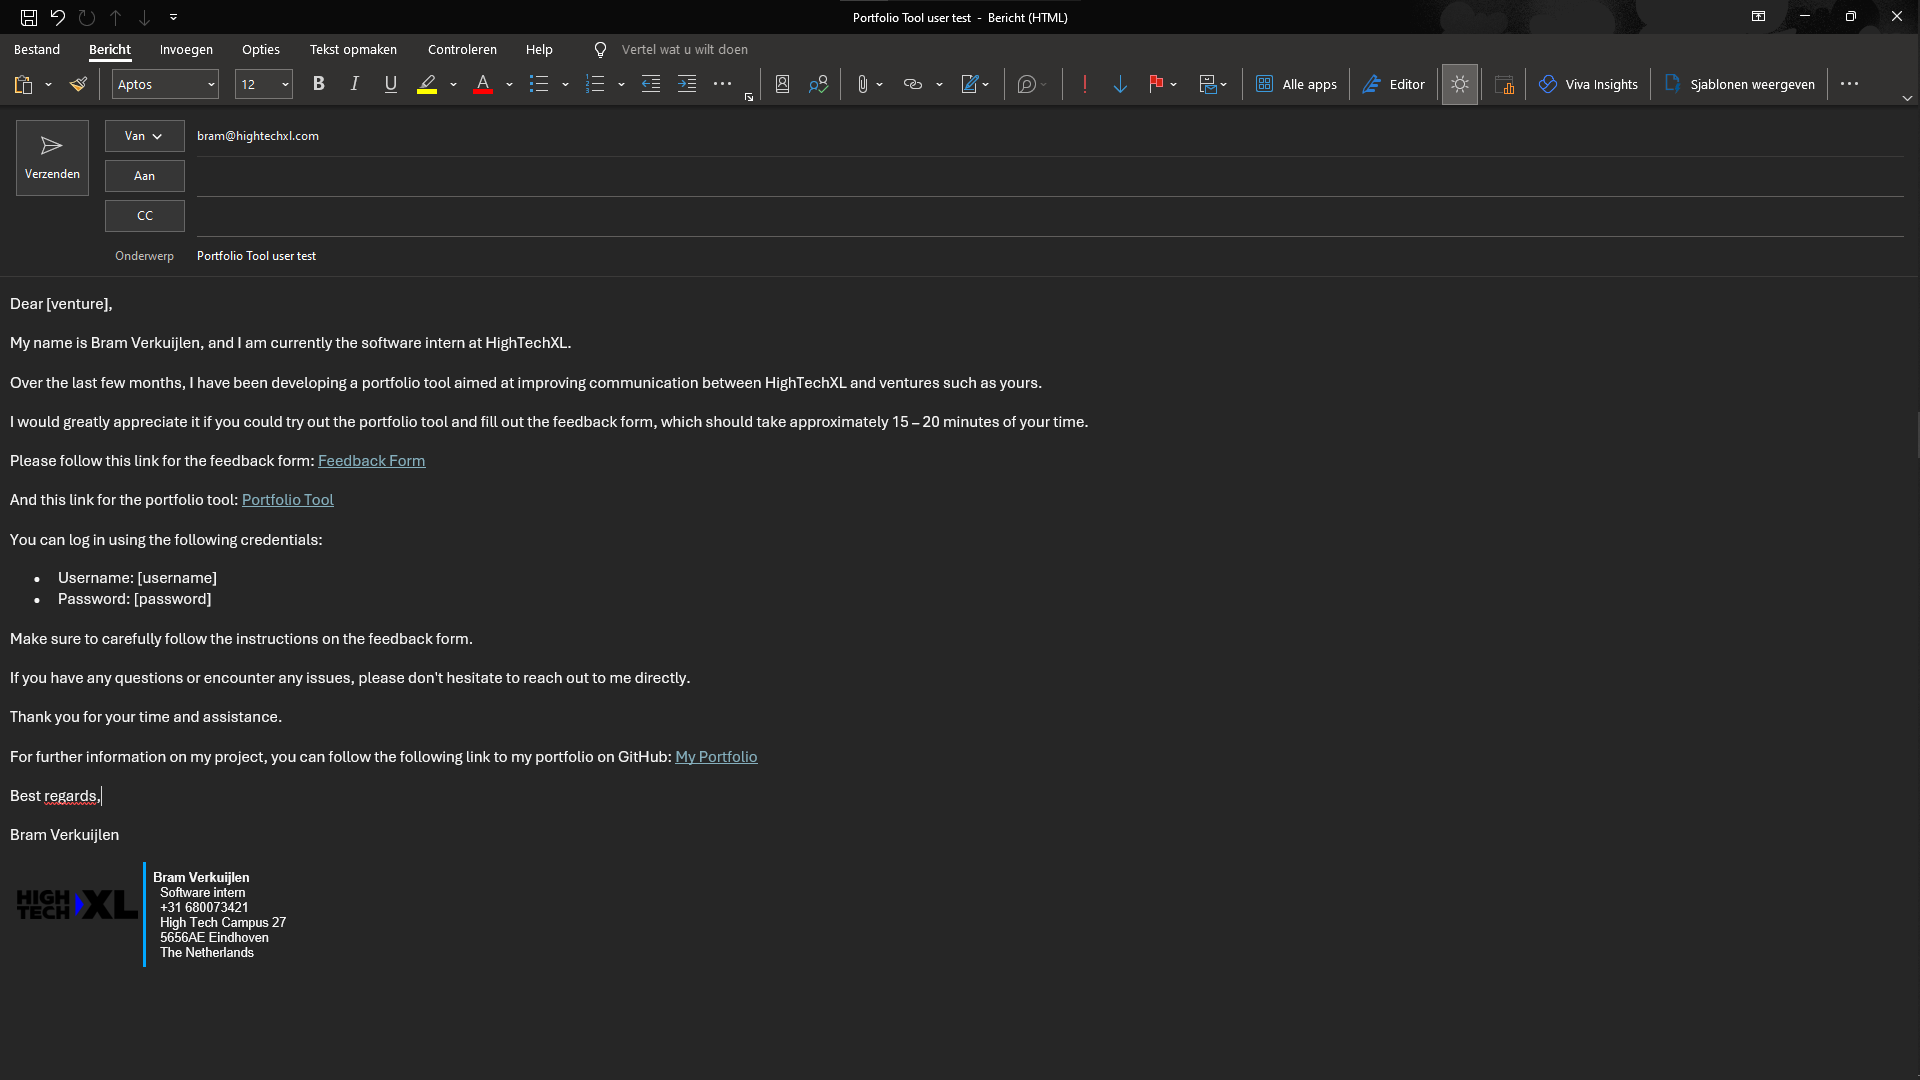 Portfolio Tool user test - Bericht (HTML)
Bestand Bericht Invoegen Opties Tekst opmaken Controleren Help Vertel wat u wilt doen
Aptos 12 B I U A Alle apps Editor Viva Insights Sjablonen weergeven
Verzenden
Van bram@hightechxl.com
Aan
CC
Onderwerp Portfolio Tool user test
Dear [venture],
My name is Bram Verkuijlen, and I am currently the software intern at HighTechXL.
Over the last few months, I have been developing a portfolio tool aimed at improving communication between HighTechXL and ventures such as yours.
I would greatly appreciate it if you could try out the portfolio tool and fill out the feedback form, which should take approximately 15 – 20 minutes of your time.
Please follow this link for the feedback form: Feedback Form
And this link for the portfolio tool: Portfolio Tool
You can log in using the following credentials:
• Username: [username]
• Password: [password]
Make sure to carefully follow the instructions on the feedback form.
If you have any questions or encounter any issues, please don't hesitate to reach out to me directly.
Thank you for your time and assistance.
For further information on my project, you can follow the following link to my portfolio on GitHub: My Portfolio
Best regards,
Bram Verkuijlen
HIGH TECH XL
Bram Verkuijlen
Software intern
+31 680073421
High Tech Campus 27
5656AE Eindhoven
The Netherlands